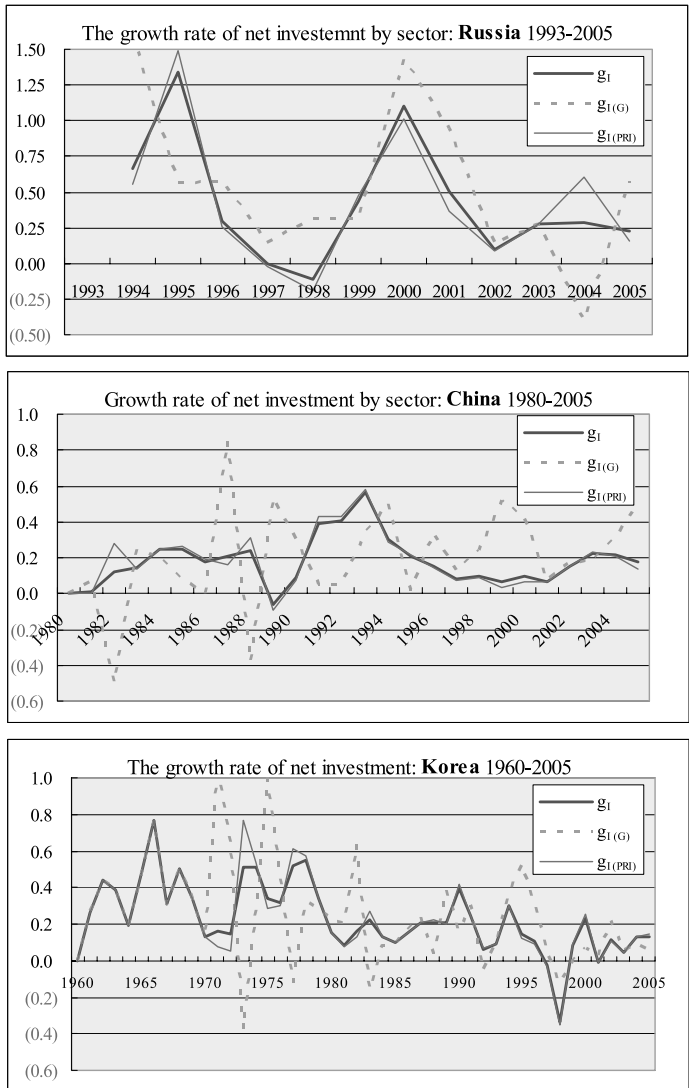 The growth rate of net investemnt by sector: Russia 1993-2005
1.50
1.25
1.00
0.75
0.50
0.25
0.00
(0.25)
(0.50)
1993 1994 1995 1996 1997 1998 1999 2000 2001 2002 2003 2004 2005
gI
gI(G)
gI(PRI)
Growth rate of net investment by sector: China 1980-2005
1.0
0.8
0.6
0.4
0.2
0.0
(0.2)
(0.4)
(0.6)
1980 1982 1984 1986 1988 1990 1992 1994 1996 1998 2000 2002 2004
gI
gI(G)
gI(PRI)
The growth rate of net investment: Korea 1960-2005
1.0
0.8
0.6
0.4
0.2
0.0
(0.2)
(0.4)
(0.6)
1960 1965 1970 1975 1980 1985 1990 1995 2000 2005
gI
gI(G)
gI(PRI)